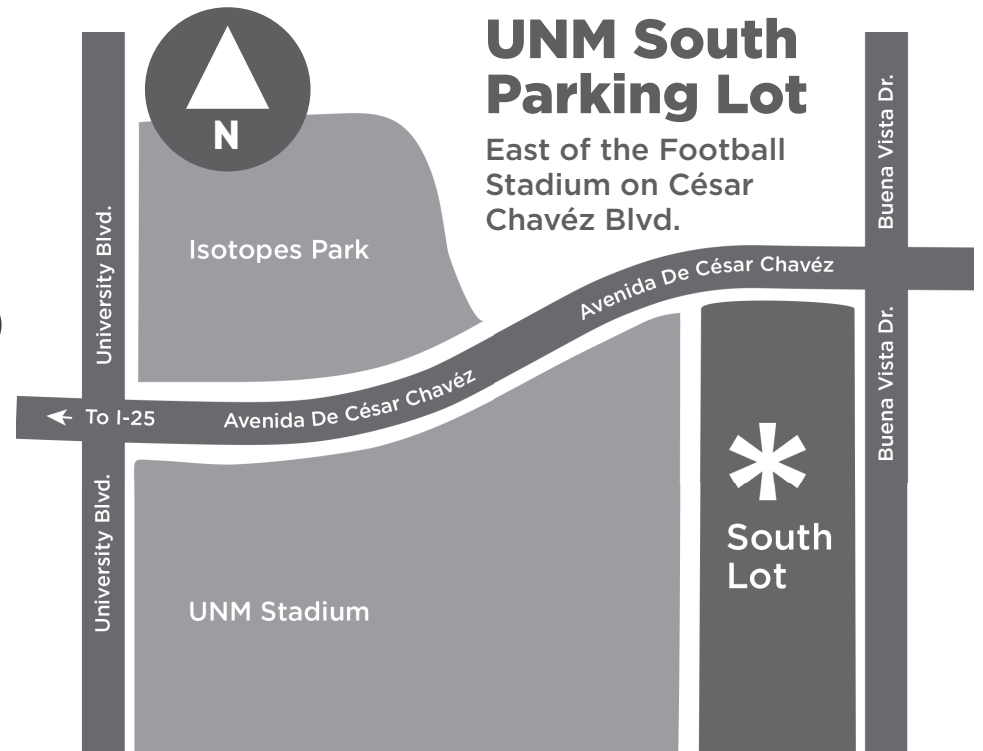 N
UNM South
Parking Lot
East of the Football
Stadium on César
Chavéz Blvd.
Buena Vista Dr.
University Blvd.
Isotopes Park
Avenida De César Chavéz
Buena Vista Dr.
Avenida De César Chavéz
To I-25
University Blvd.
*
South
Lot
UNM Stadium